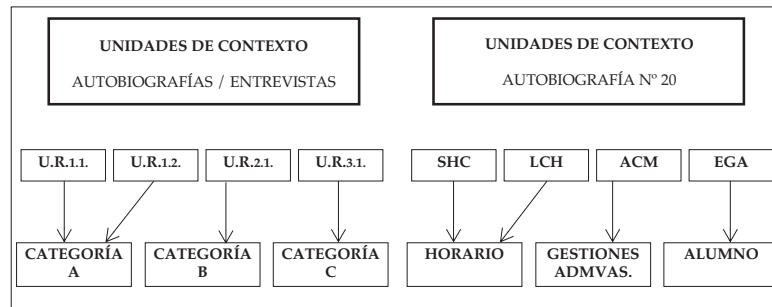 UNIDADES DE CONTEXTO
AUTOBIOGRAFÍAS / ENTREVISTAS
UNIDADES DE CONTEXTO
AUTOBIOGRAFÍA Nº 20
U.R.1.1.
U.R.1.2.
U.R.2.1.
U.R.3.1.
SHC
LCH
ACM
EGA
CATEGORÍA
A
CATEGORÍA
B
CATEGORÍA
C
HORARIO
GESTIONES
ADMVAS.
ALUMNO